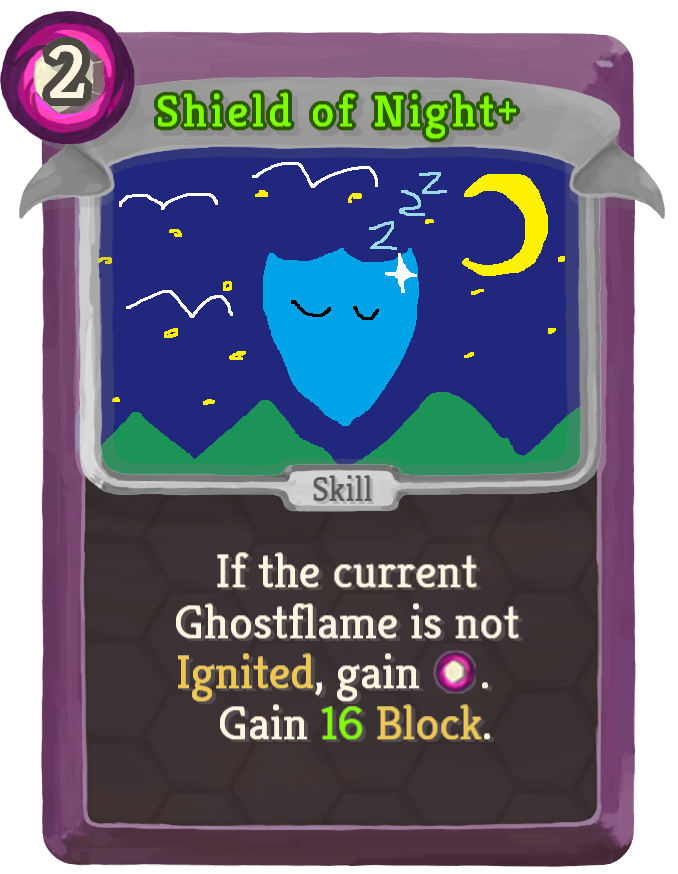 2
Shield of Night+
z
z
z
Skill
If the current
Ghostflame is not
Ignited, gain .
Gain 16 Block.